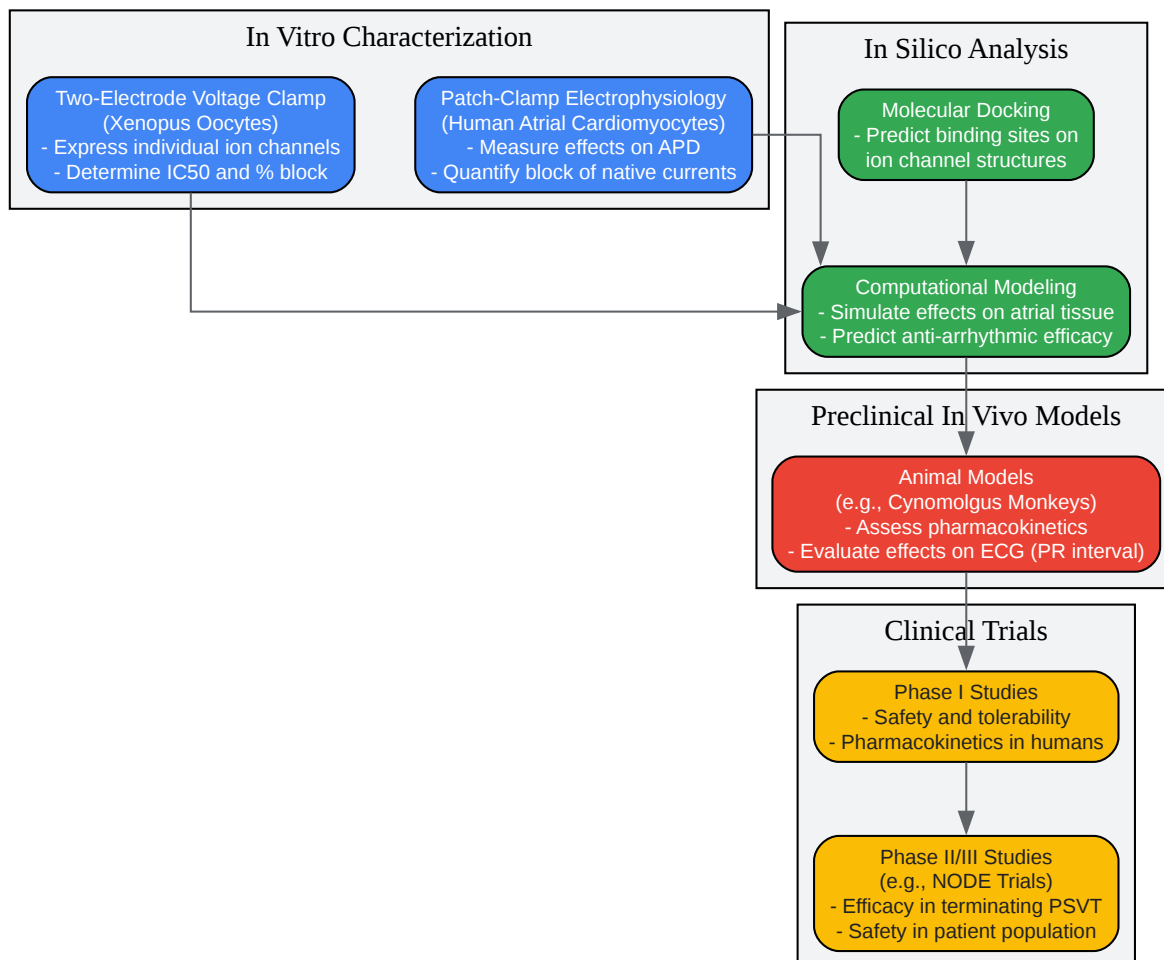 In Vitro Characterization
Two-Electrode Voltage Clamp
(Xenopus Oocytes)
- Express individual ion channels
- Determine IC50 and % block
Patch-Clamp Electrophysiology
(Human Atrial Cardiomyocytes)
- Measure effects on APD
- Quantify block of native currents
In Silico Analysis
Molecular Docking
- Predict binding sites on
ion channel structures
Computational Modeling
- Simulate effects on atrial tissue
- Predict anti-arrhythmic efficacy
Preclinical In Vivo Models
Animal Models
(e.g., Cynomolgus Monkeys)
- Assess pharmacokinetics
- Evaluate effects on ECG (PR interval)
Clinical Trials
Phase I Studies
- Safety and tolerability
- Pharmacokinetics in humans
Phase II/III Studies
(e.g., NODE Trials)
- Efficacy in terminating PSVT
- Safety in patient population